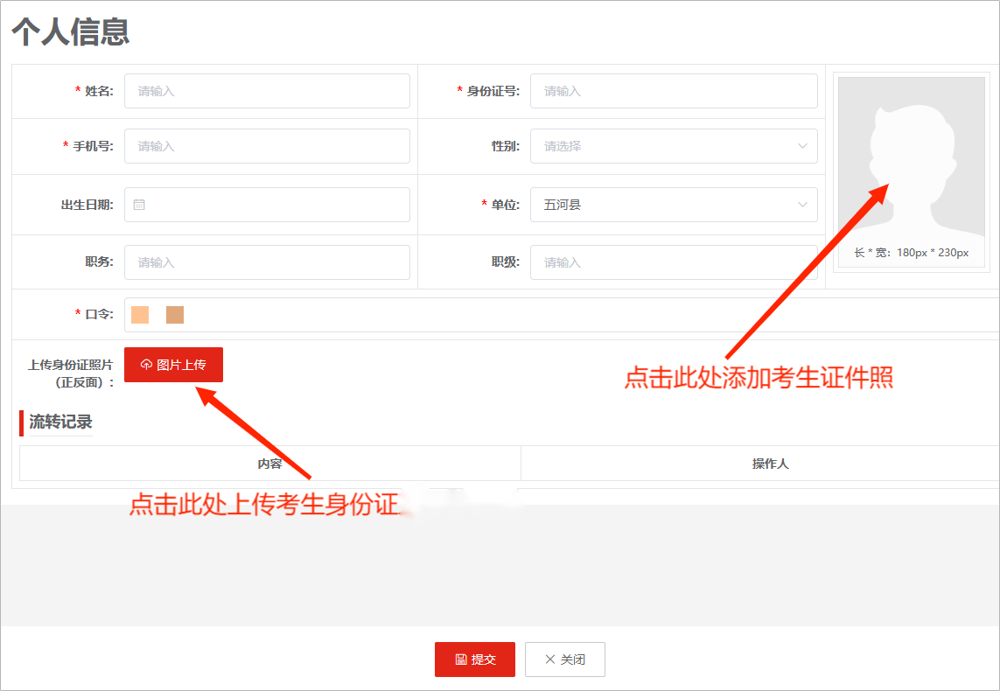 个人信息
* 姓名: 请输入 * 身份证号: 请输入
* 手机号: 请输入 性别: 请选择
出生日期: * 单位: 五河县
职务: 请输入 职级: 请输入
长 * 宽: 180px * 230px
* 口令:
上传身份证照片
(正反面) :
图片上传
点击此处添加考生证件照
流转记录
内容 操作人
点击此处上传考生身份证
提交 关闭